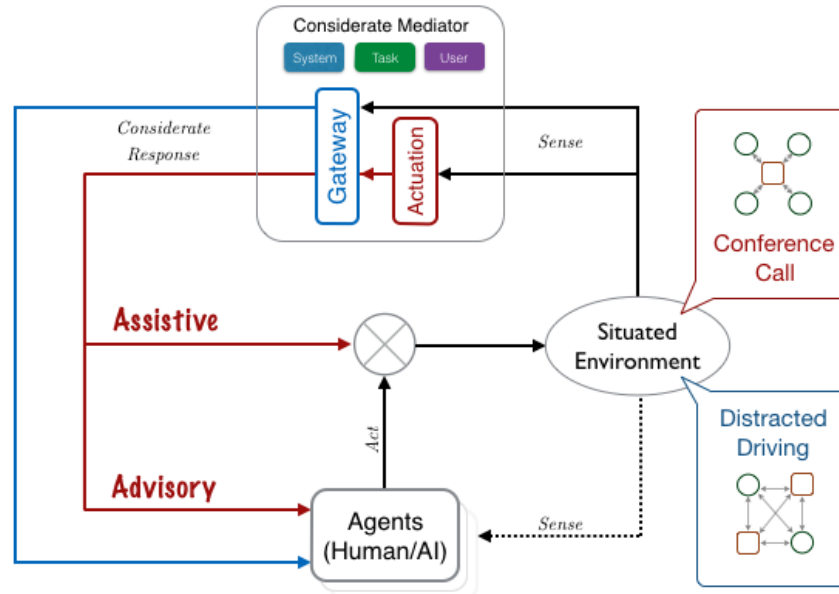 Considerate Mediator
System
Task
User
Considerate
Response
Gateway
Actuation
Sense
Conference
Call
Assistive
Situated
Environment
Act
Distracted
Driving
Advisory
Agents
(Human/AI)
Sense